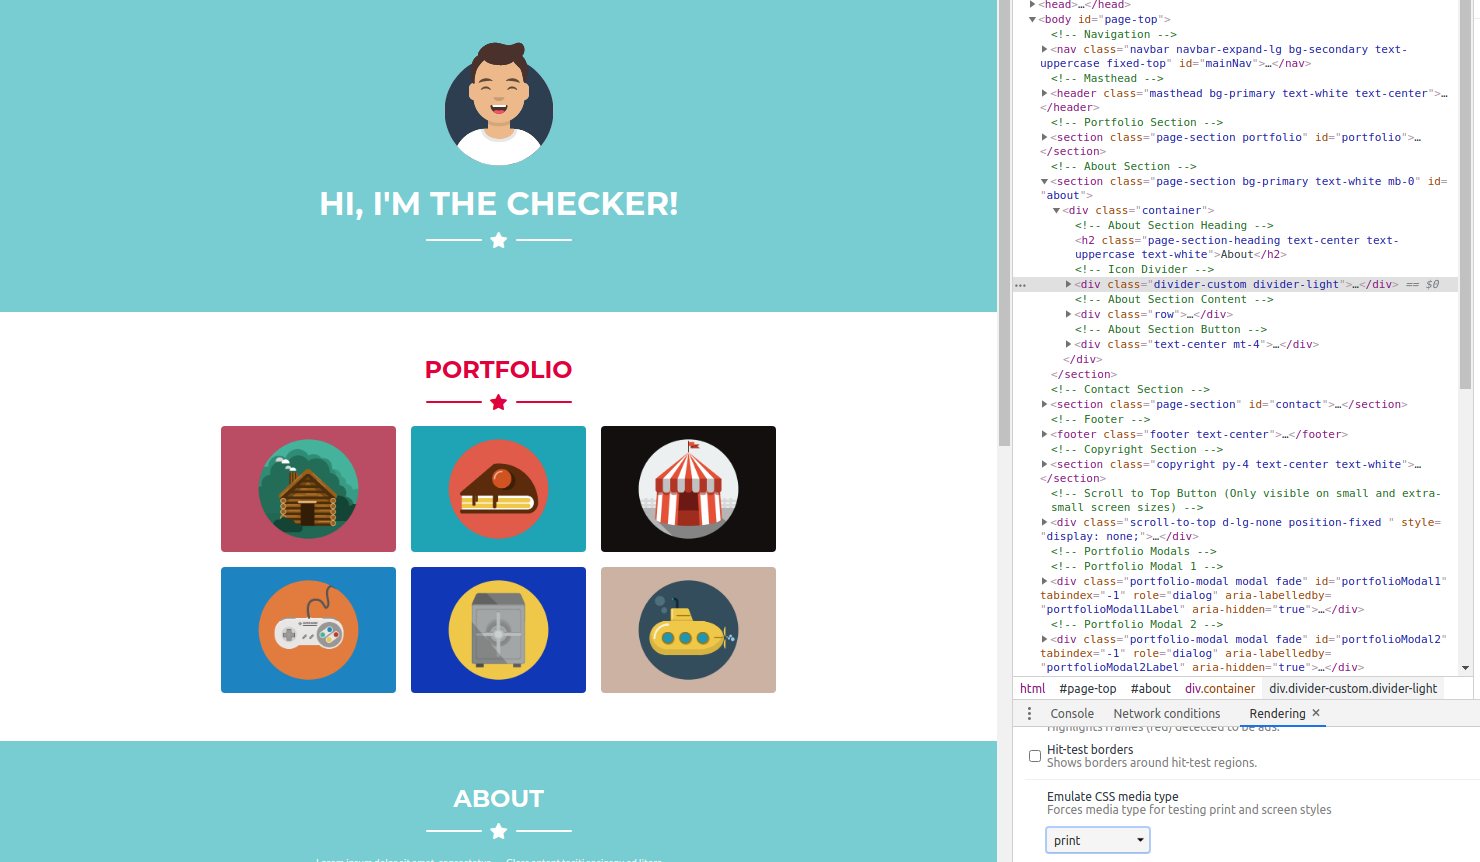 HI, I'M THE CHECKER!
PORTFOLIO
ABOUT
<head>…</head>
<body id="page-top">
<!-- Navigation -->
<nav class="navbar navbar-expand-lg bg-secondary text-
uppercase fixed-top" id="mainNav">…</nav>
<!-- Masthead -->
<header class="masthead bg-primary text-white text-center">…
</header>
<!-- Portfolio Section -->
<section class="page-section portfolio" id="portfolio">…
</section>
<!-- About Section -->
<section class="page-section bg-primary text-white mb-0" id=
"about">
<div class="container">
<!-- About Section Heading -->
<h2 class="page-section-heading text-center text-
uppercase text-white">About</h2>
<!-- Icon Divider -->
<div class="divider-custom divider-light">…</div> == $0
<!-- About Section Content -->
<div class="row">…</div>
<!-- About Section Button -->
<div class="text-center mt-4">…</div>
</div>
</section>
<!-- Contact Section -->
<section class="page-section" id="contact">…</section>
<!-- Footer -->
<footer class="footer text-center">…</footer>
<!-- Copyright Section -->
<section class="copyright py-4 text-center text-white">…
</section>
<!-- Scroll to Top Button (Only visible on small and extra-
small screen sizes) -->
<div class="scroll-to-top d-lg-none position-fixed " style=
"display: none;">…</div>
<!-- Portfolio Modals -->
<!-- Portfolio Modal 1 -->
<div class="portfolio-modal modal fade" id="portfolioModal1"
tabindex="-1" role="dialog" aria-labelledby=
"portfolioModal1Label" aria-hidden="true">…</div>
<!-- Portfolio Modal 2 -->
<div class="portfolio-modal modal fade" id="portfolioModal2"
tabindex="-1" role="dialog" aria-labelledby=
"portfolioModal2Label" aria-hidden="true">…</div>
html #page-top #about div.container div.divider-custom.divider-light
Console Network conditions Rendering ×
Highlights frames (red) detected to be ads.
Hit-test borders
Shows borders around hit-test regions.
Emulate CSS media type
Forces media type for testing print and screen styles
print